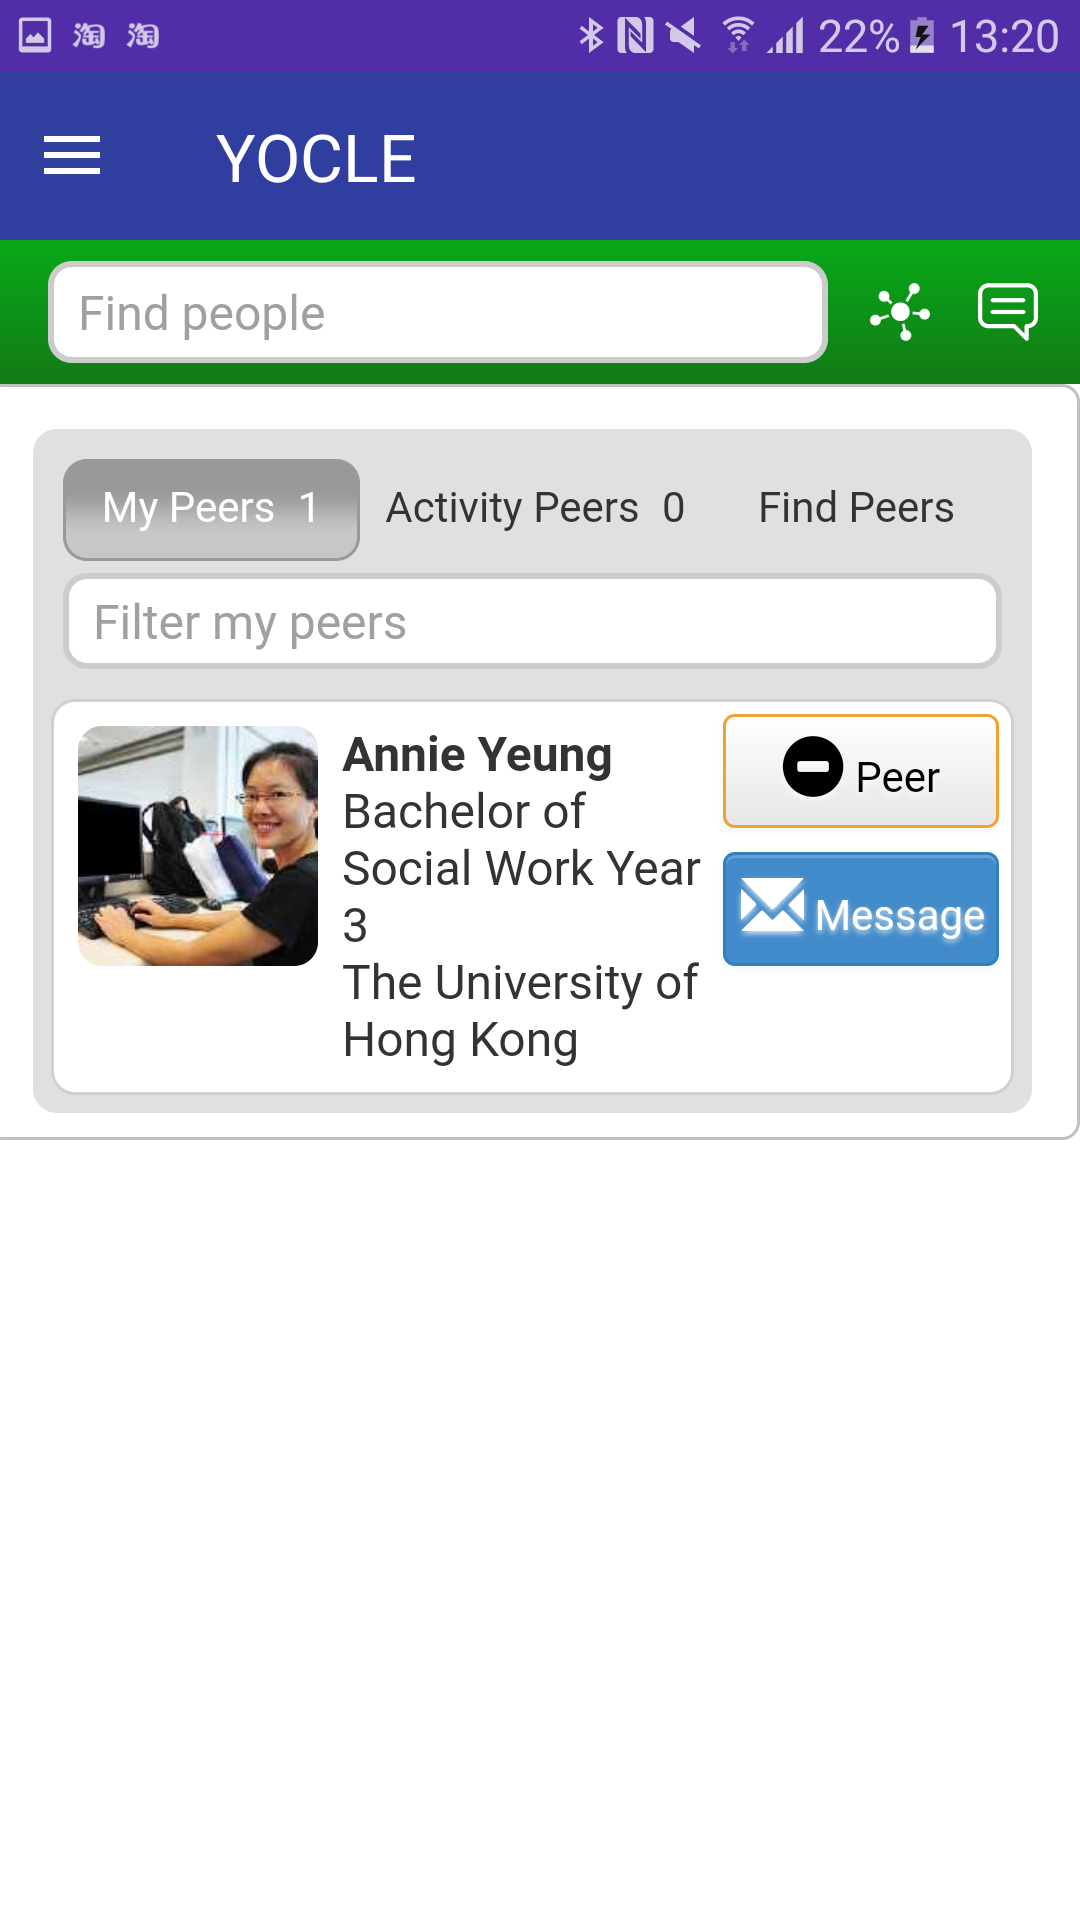 淘 淘 22% 13:20
YOCLE
Find people
My Peers 1 Activity Peers 0 Find Peers
Filter my peers
Annie Yeung
Bachelor of
Social Work Year
3
The University of
Hong Kong
Peer
Message